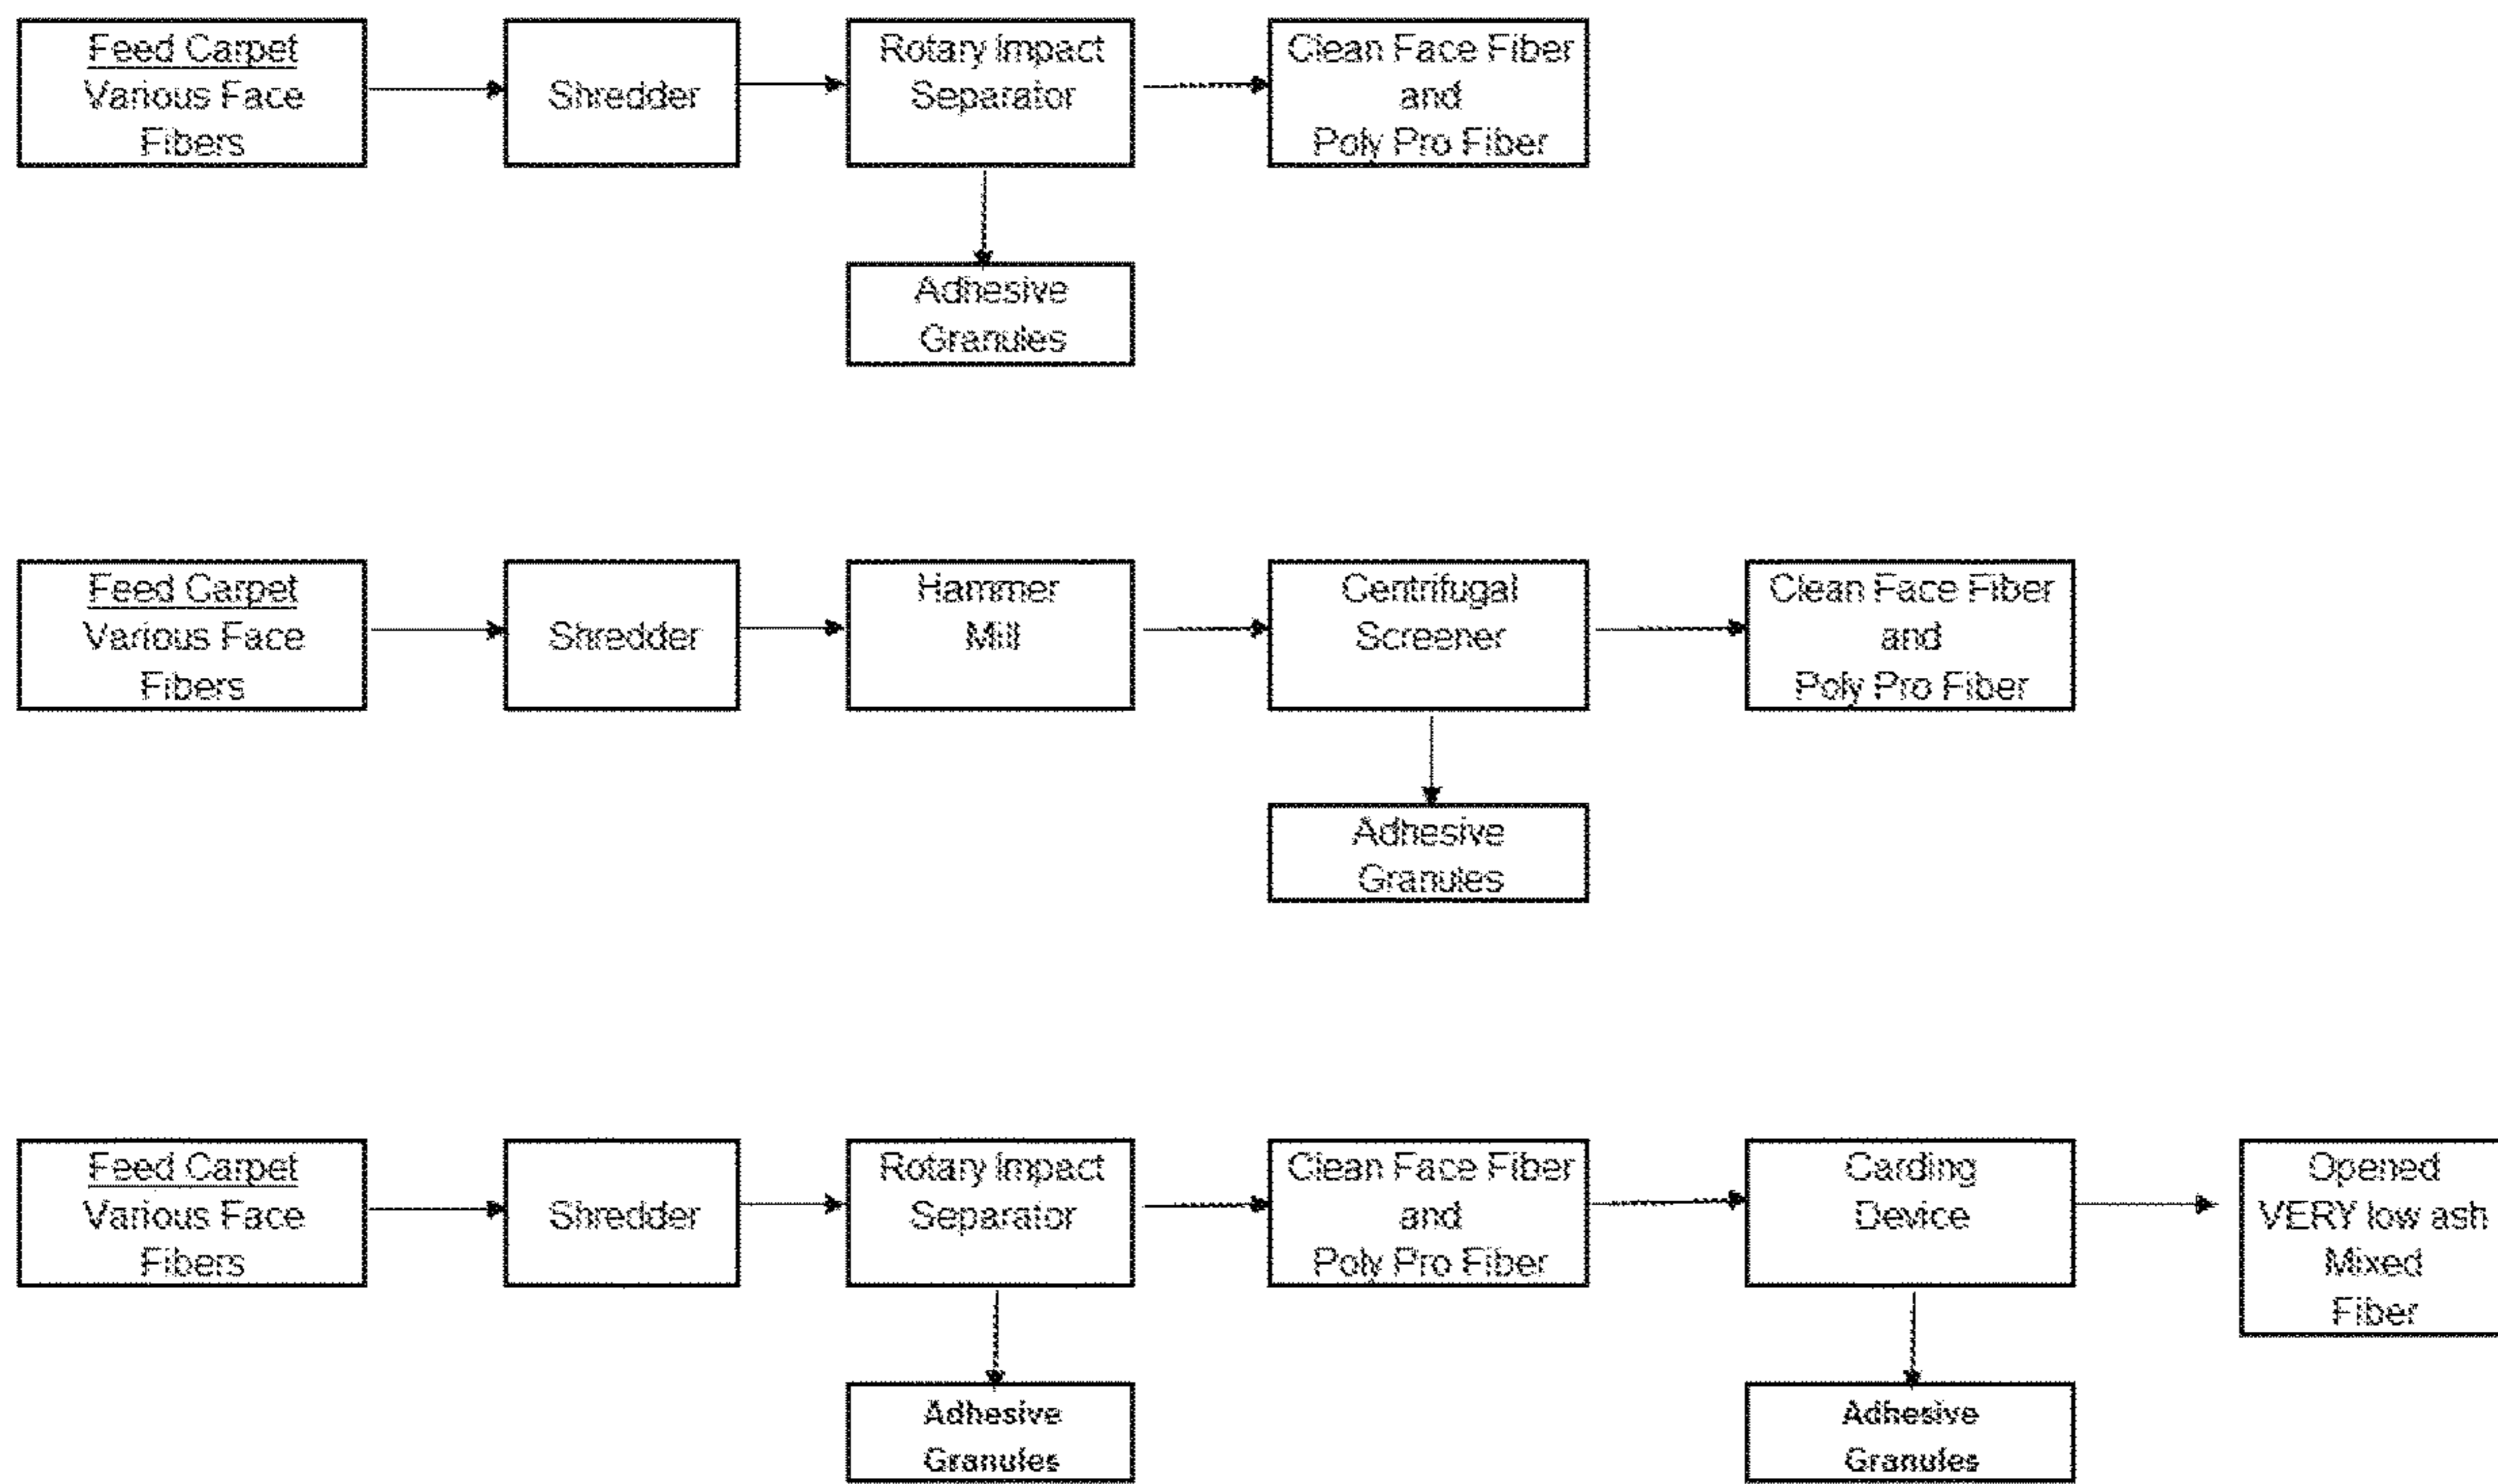 Feed Carpet
Various Face
Fibers
Shredder
Rotary Impact
Separator
Clean Face Fiber
and
Poly Pro Fiber
Adhesive
Granules
Feed Carpet
Various Face
Fibers
Shredder
Hammer
Mill
Centrifugal
Screener
Clean Face Fiber
and
Poly Pro Fiber
Adhesive
Granules
Feed Carpet
Various Face
Fibers
Shredder
Rotary Impact
Separator
Clean Face Fiber
and
Poly Pro Fiber
Carding
Device
Opened
VERY low ash
Mixed
Fiber
Adhesive
Granules
Adhesive
Granules